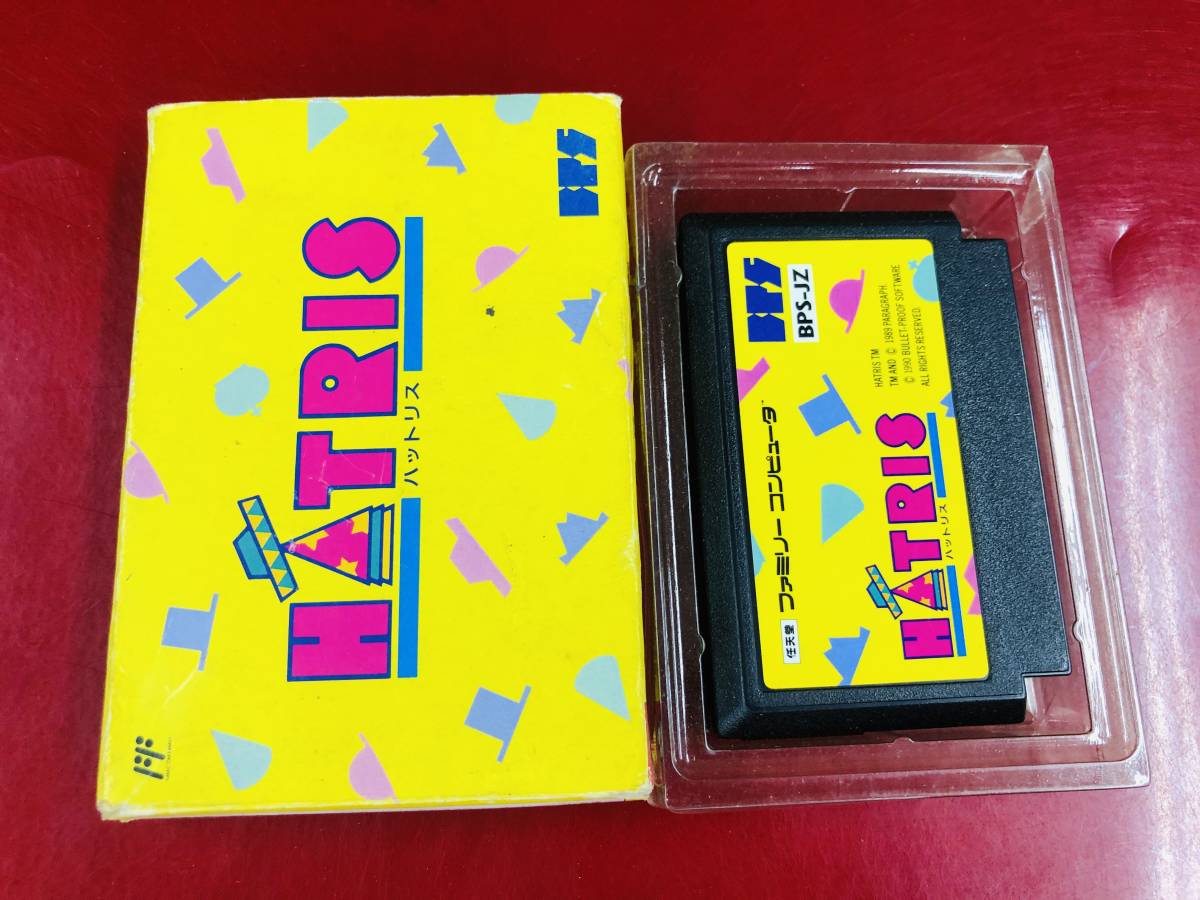 BPS
HATRIS
ハットリス
BPS
BPS-JZ
HATRIS TM
TM AND © 1989 PARAGRAPH.
© 1990 BULLET-PROOF SOFTWARE
ALL RIGHTS RESERVED.
任天堂 ファミリー コンピュータ™
HATRIS
ハットリス